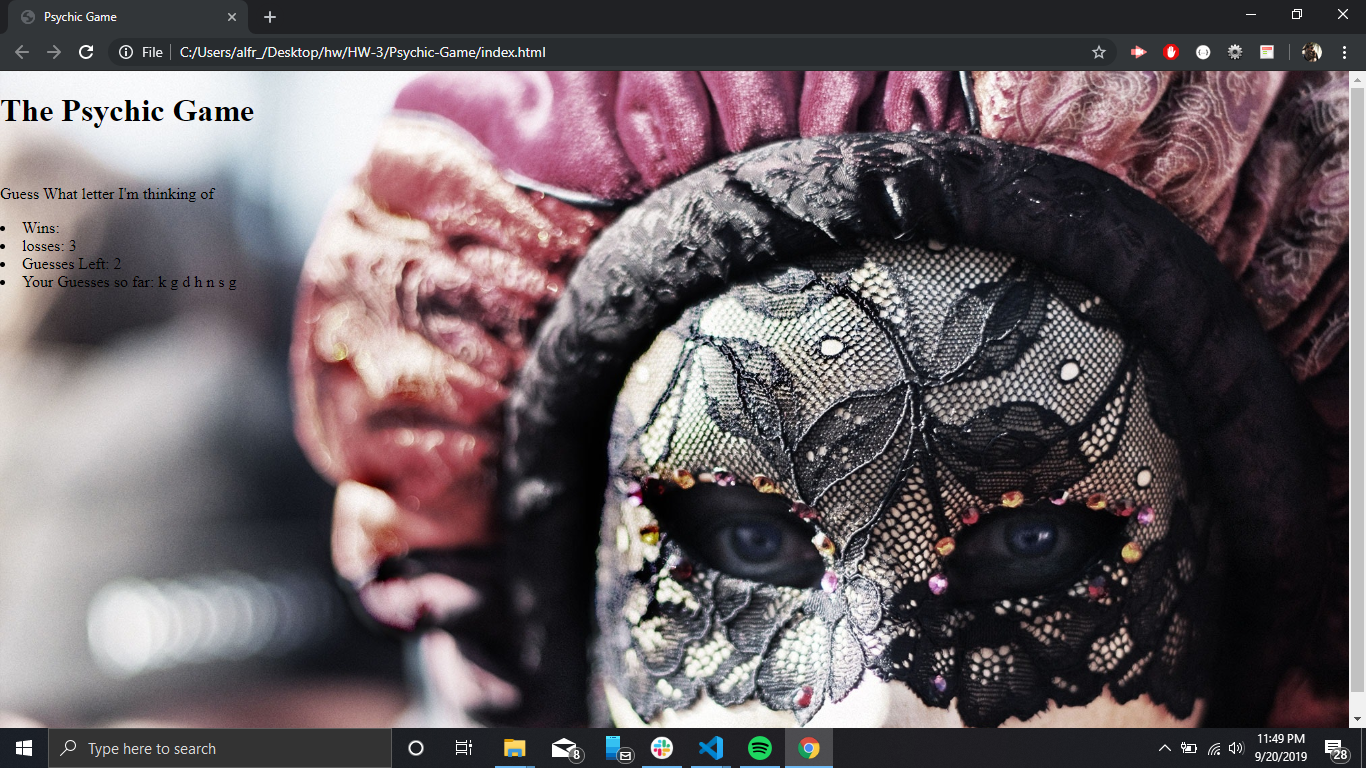 Psychic Game
File C:/Users/alfr_/Desktop/hw/HW-3/Psychic-Game/index.html
The Psychic Game
Guess What letter I'm thinking of
Wins:
losses: 3
Guesses Left: 2
Your Guesses so far: k g d h n s g
Type here to search
8
11:49 PM
9/20/2019
28